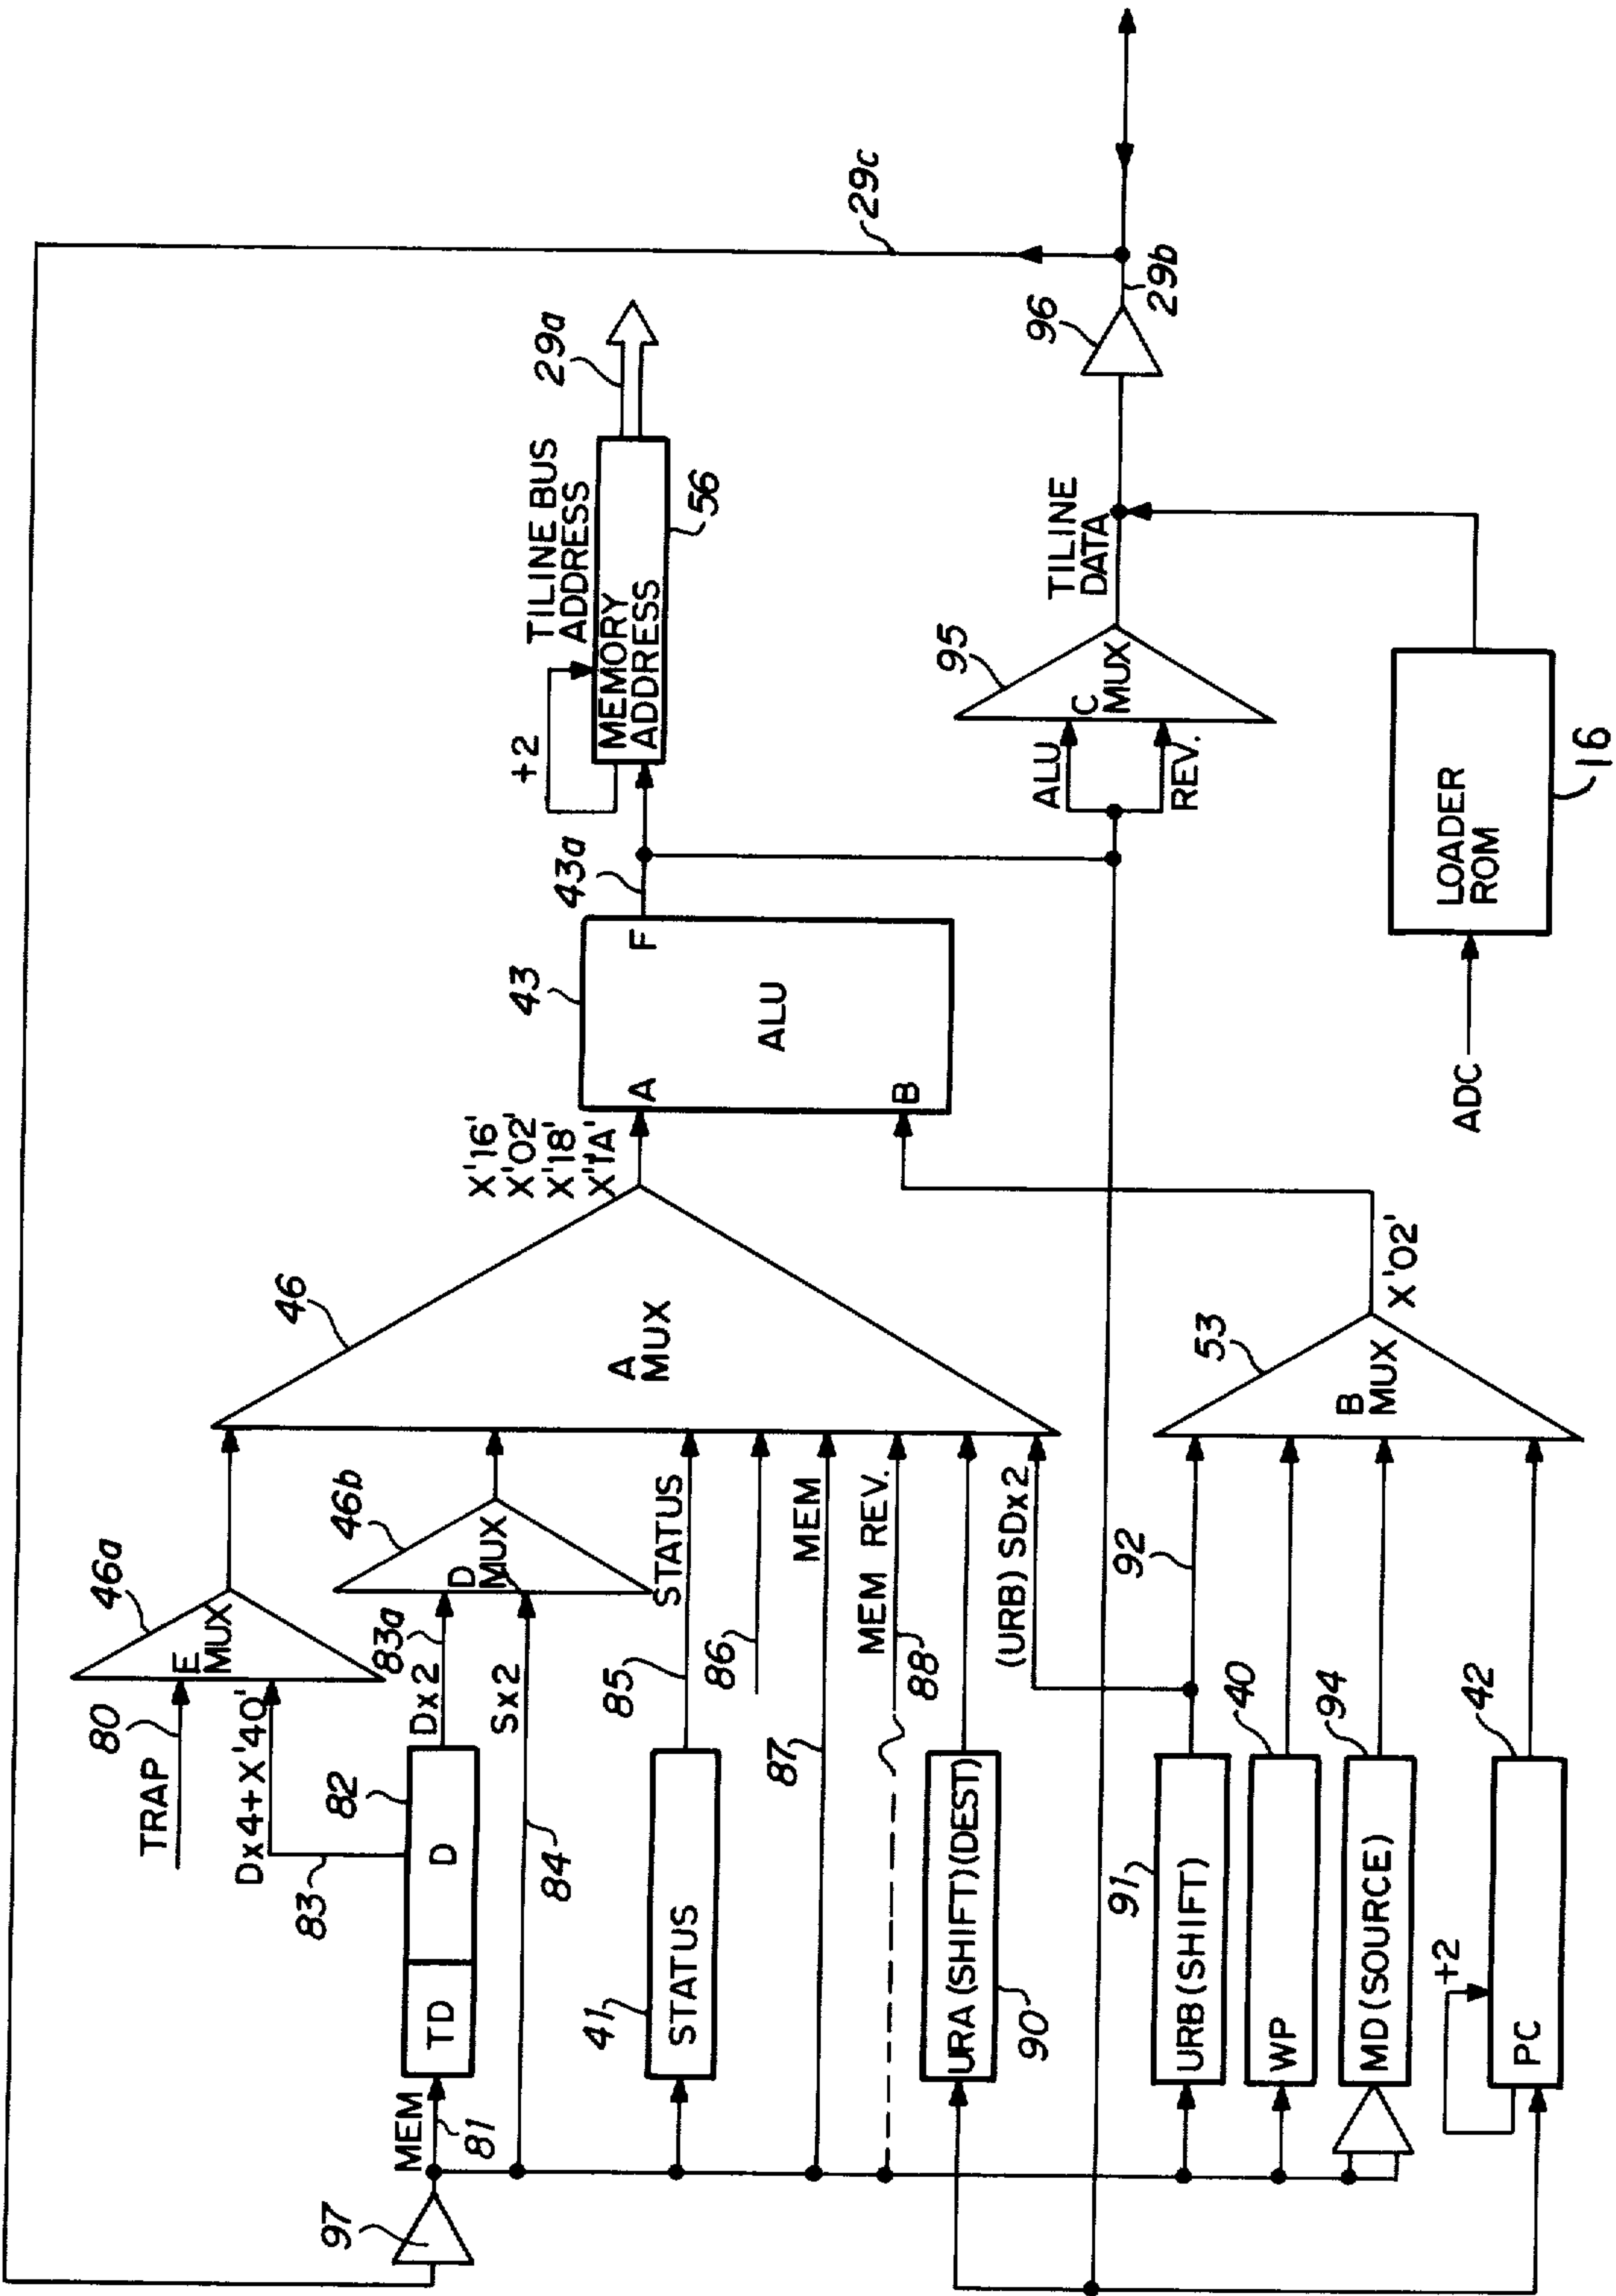 97
MEM
81
TD
D
82
83
TRAP
80
Dx4+X'40'
Dx2
83a
Sx2
84
E
MUX
46a
D
MUX
46b
41
STATUS
85
STATUS
86
87
MEM
MEM REV.
88
URA(SHIFT)(DEST)
90
(URB) SDx2
A
MUX
46
X'16'
X'02'
X'18'
X'1A'
43
A
B
F
ALU
43a
+2
MEMORY
ADDRESS
TILINE BUS
ADDRESS
56
29a
29c
91
URB(SHIFT)
92
WP
40
MD(SOURCE)
94
+2
PC
42
B
MUX
53
X'02'
ALU
REV.
C
MUX
95
TILINE
DATA
96
29b
ADC
LOADER
ROM
16